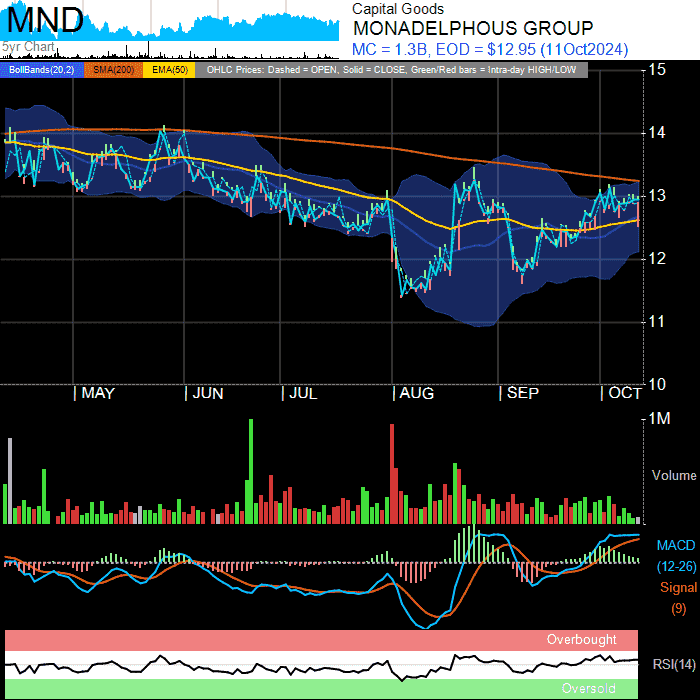 MND
5yr Chart
Capital Goods
MONADELPHOUS GROUP
MC = 1.3B, EOD = $12.95 (11Oct2024)
BollBands(20,2) SMA(200) EMA(50) OHLC Prices: Dashed = OPEN, Solid = CLOSE, Green/Red bars = Intra-day HIGH/LOW
15
14
13
12
11
10
MAY JUN JUL AUG SEP OCT
1M
Volume
MACD
(12-26)
Signal
(9)
Overbought
RSI(14)
Oversold